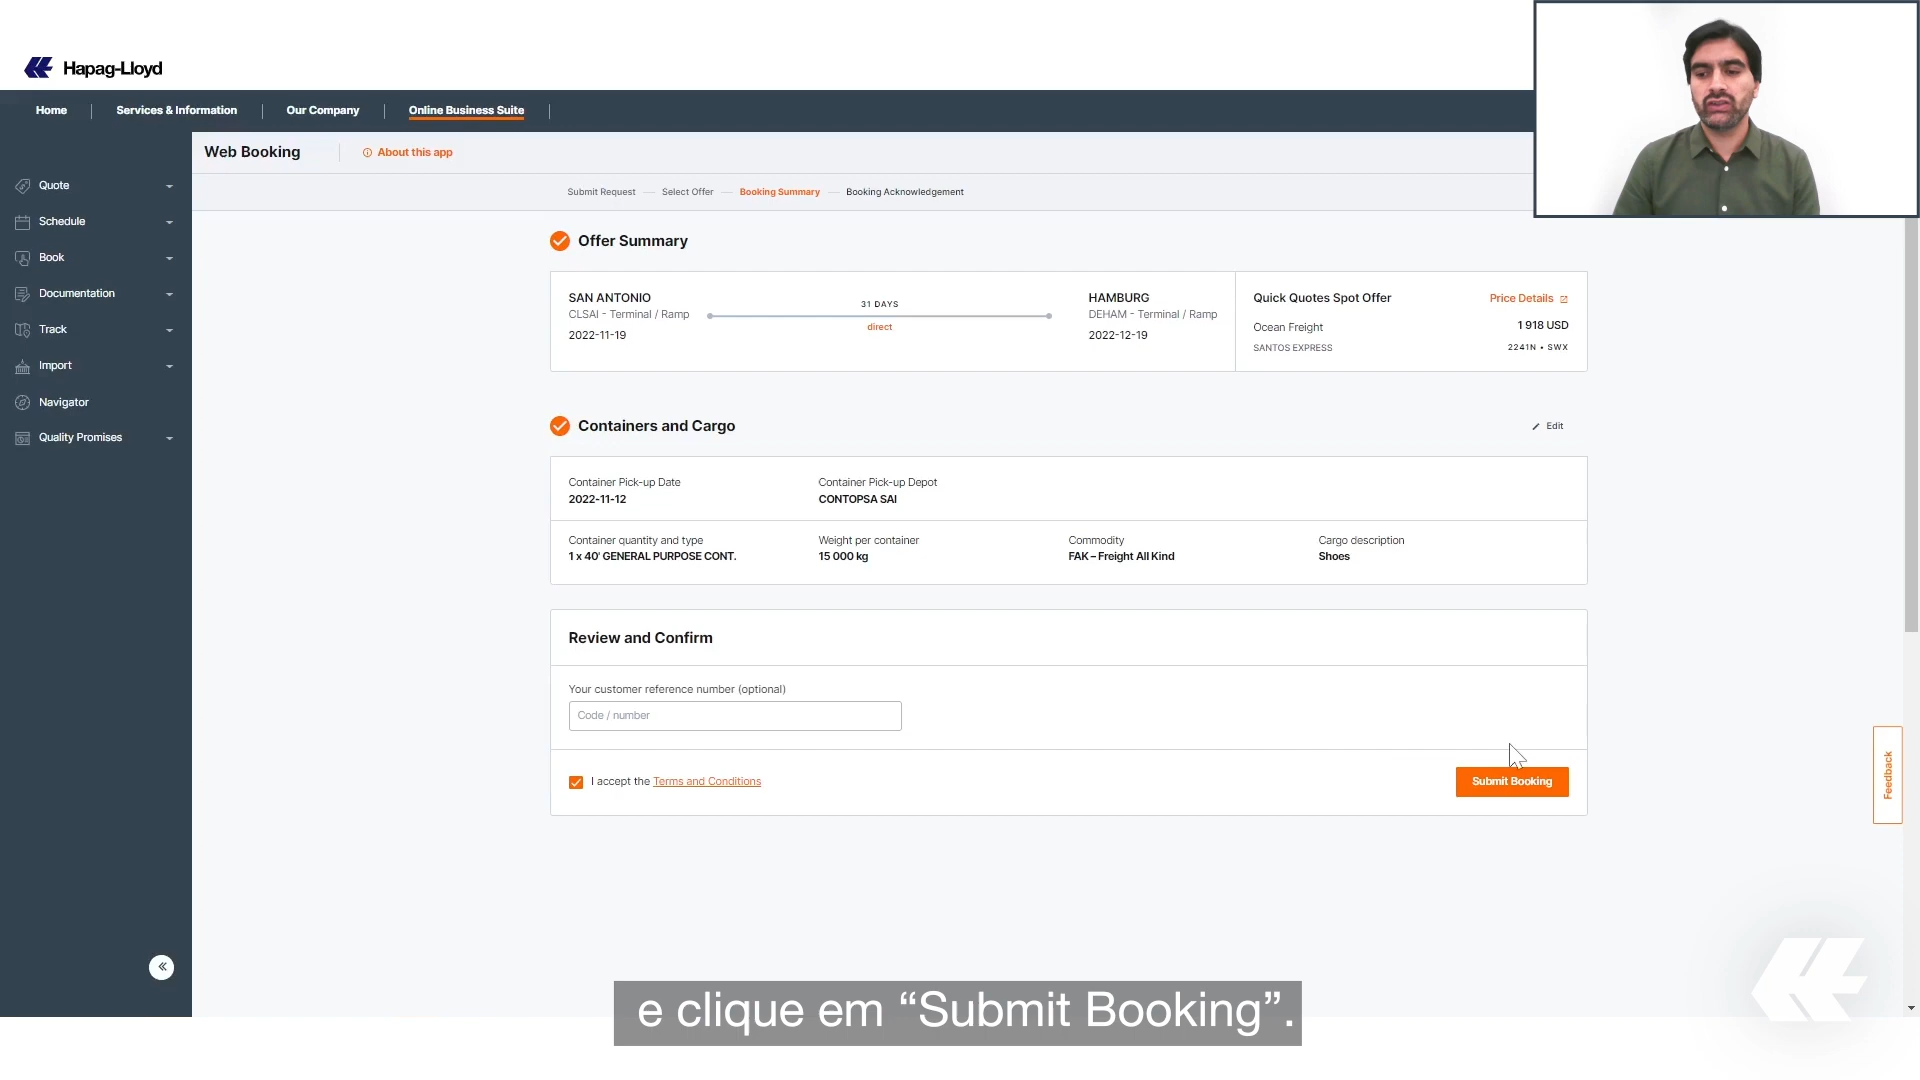 Hapag-Lloyd
Home
Services & Information
Our Company
Online Business Suite
Web Booking
About this app
Submit Request
Select Offer
Booking Summary
Booking Acknowledgement
Quote
Schedule
Book
Documentation
Track
Import
Navigator
Quality Promises
Offer Summary
SAN ANTONIO
CLSAI - Terminal / Ramp
2022-11-19
31 DAYS
direct
HAMBURG
DEHAM - Terminal / Ramp
2022-12-19
Quick Quotes Spot Offer
Price Details
Ocean Freight
1 918 USD
SANTOS EXPRESS
2241N • SWX
Containers and Cargo
Edit
Container Pick-up Date
2022-11-12
Container Pick-up Depot
CONTOPSA SAI
Container quantity and type
1 x 40' GENERAL PURPOSE CONT.
Weight per container
15 000 kg
Commodity
FAK – Freight All Kind
Cargo description
Shoes
Review and Confirm
Your customer reference number (optional)
Code / number
I accept the Terms and Conditions
Submit Booking
Feedback
e clique em “Submit Booking”.